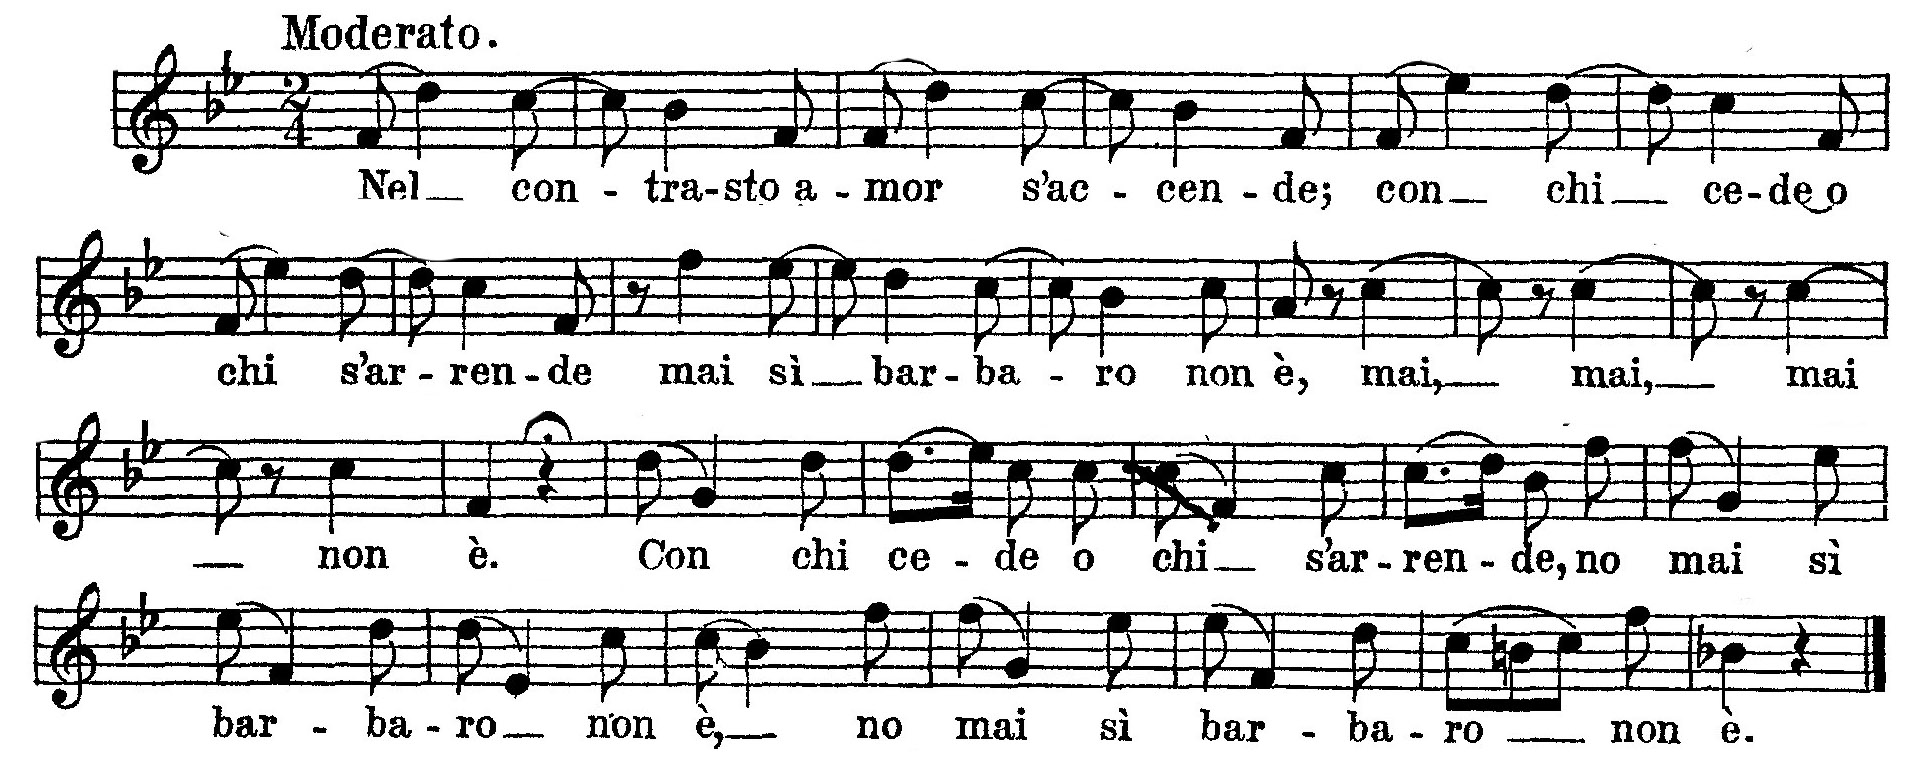 Moderato.
2
4
Nel con - tra-sto a - mor s'ac - cen - de; con chi ce-de o
chi s'ar - ren - de mai sì bar - ba - ro non è, mai, mai, mai
non è. Con chi ce - de o chi s'ar - ren - de, no mai sì
bar - ba - ro non è, no mai sì bar - ba - ro non è.